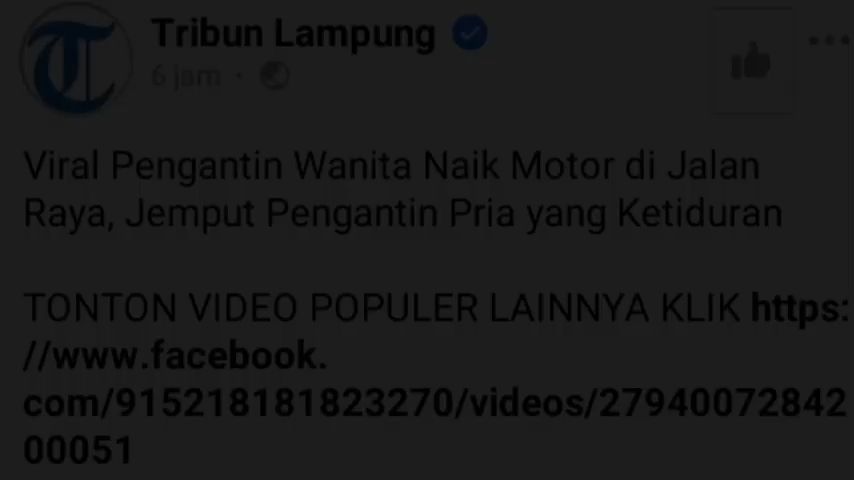 Tribun Lampung
6 jam ·
Viral Pengantin Wanita Naik Motor di Jalan
Raya, Jemput Pengantin Pria yang Ketiduran
TONTON VIDEO POPULER LAINNYA KLIK https:
//www.facebook.
com/915218181823270/videos/27940072842
00051